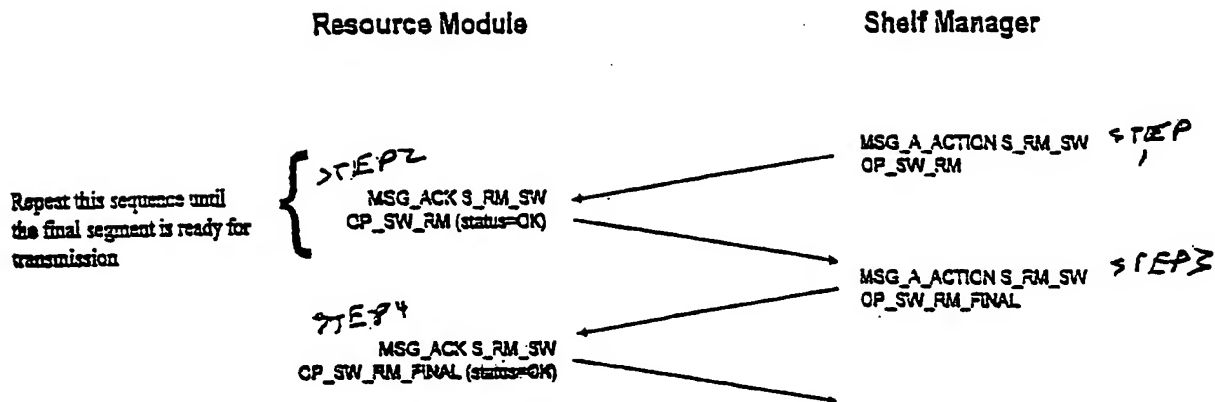 Resource Module
Shelf Manager
MSG_A_ACTION S_RM_SW
OP_SW_RM
STEP
1
STEP2
MSG_ACK S_RM_SW
OP_SW_RM (status=OK)
Repeat this sequence until
the final segment is ready for
transmission
MSG_A_ACTION S_RM_SW
OP_SW_RM_FINAL
STEP3
STEP4
MSG_ACK S_RM_SW
OP_SW_RM_FINAL (status=OK)